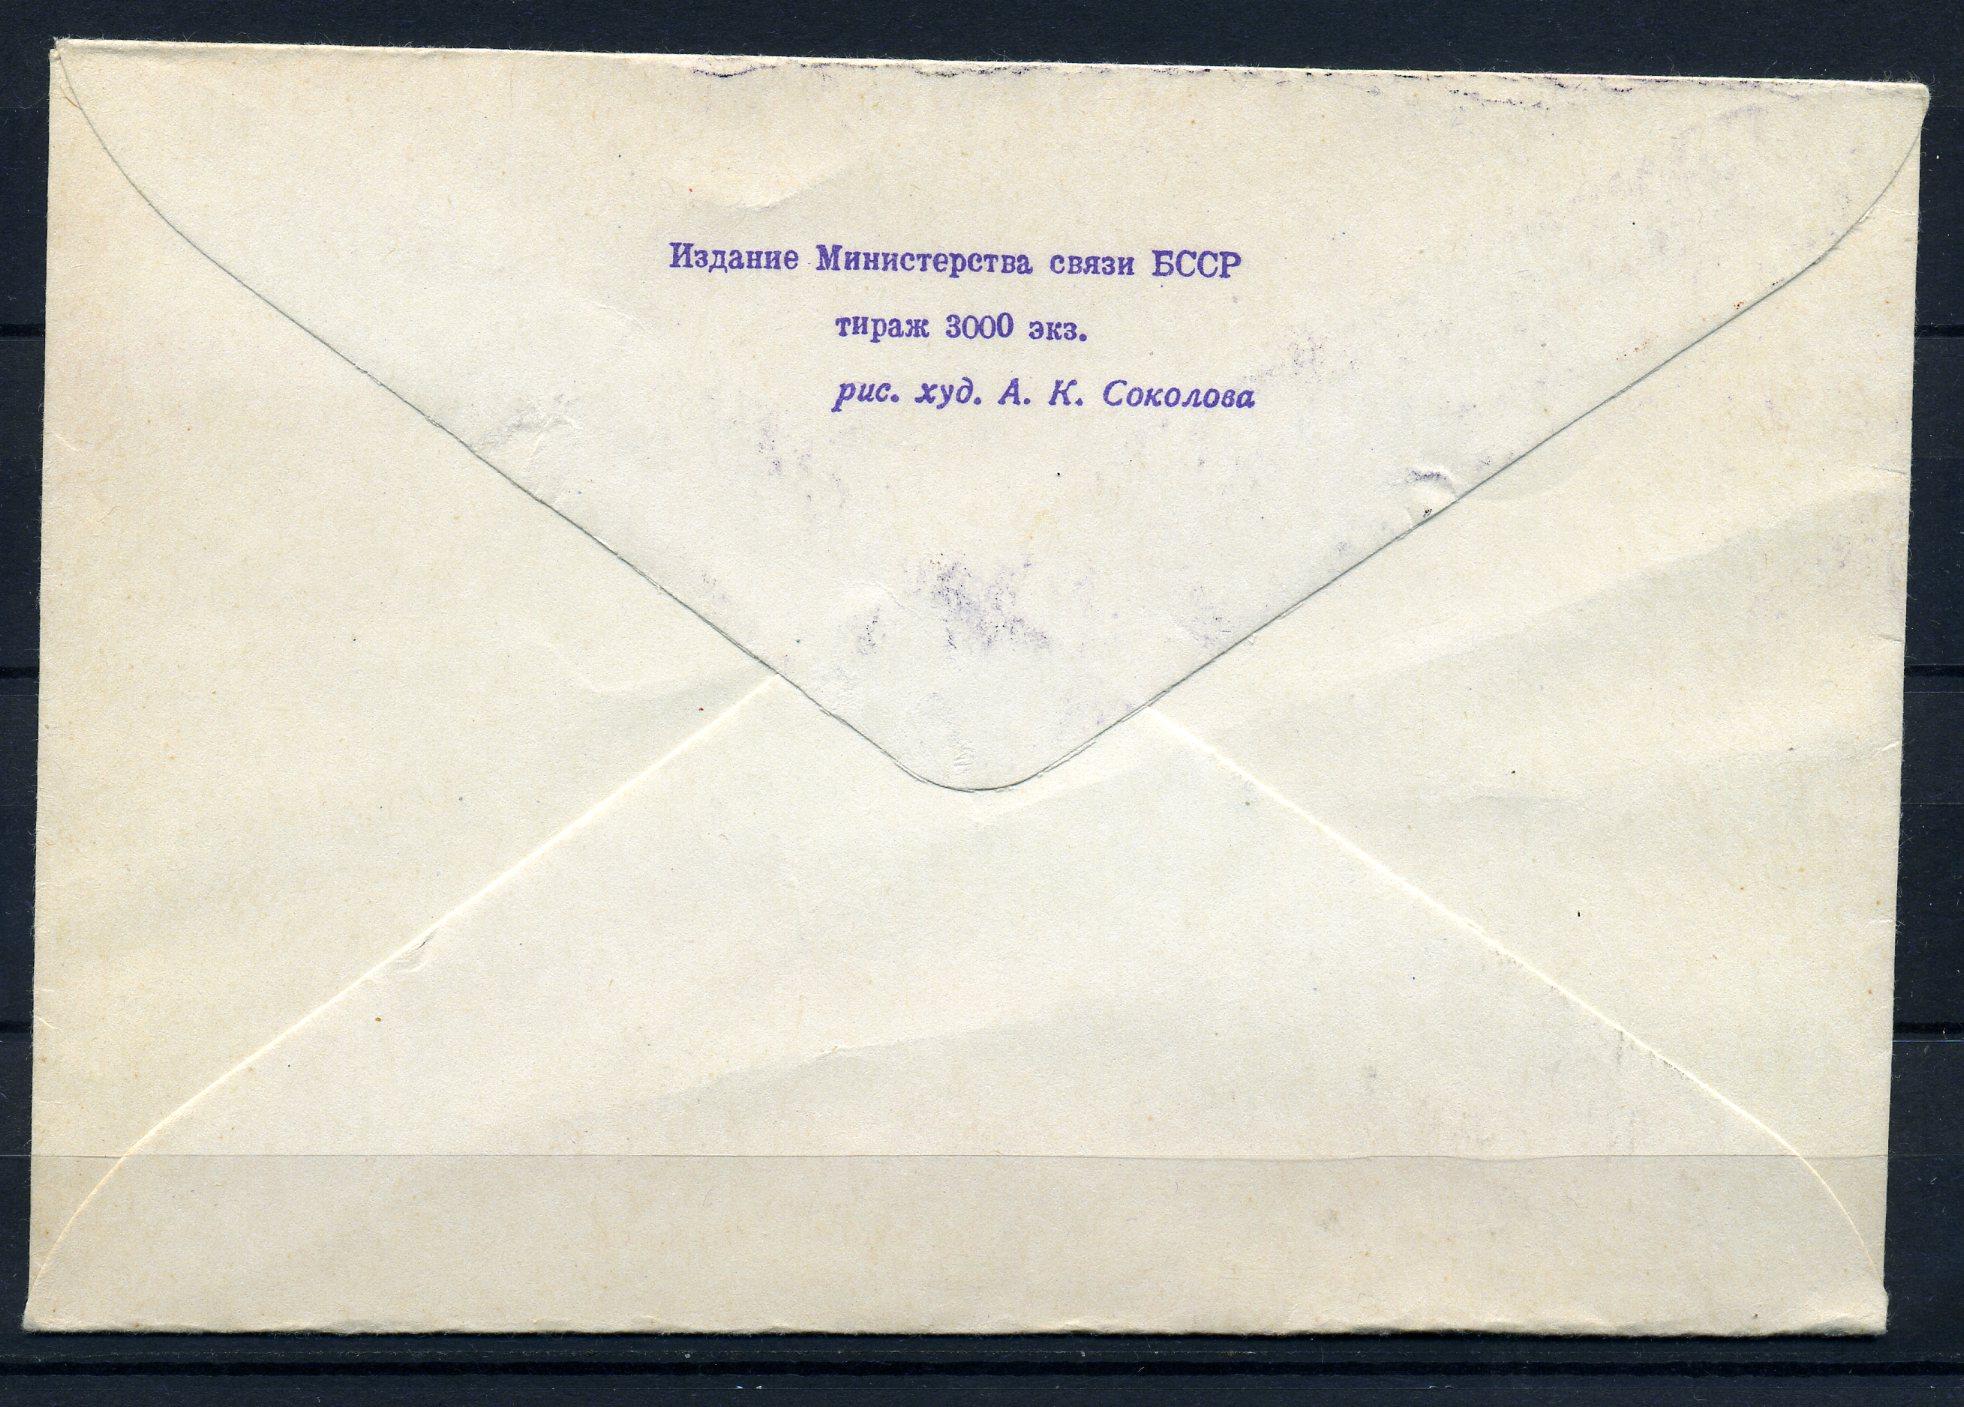 Издание Министерства связи БССР
тираж 3000 экз.
рис. худ. А. К. Соколова